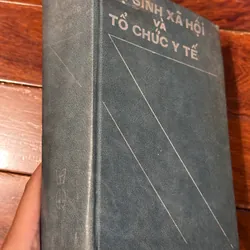 SINH XÃ HỘI
VÀ
TỔ CHỨC Y TẾ